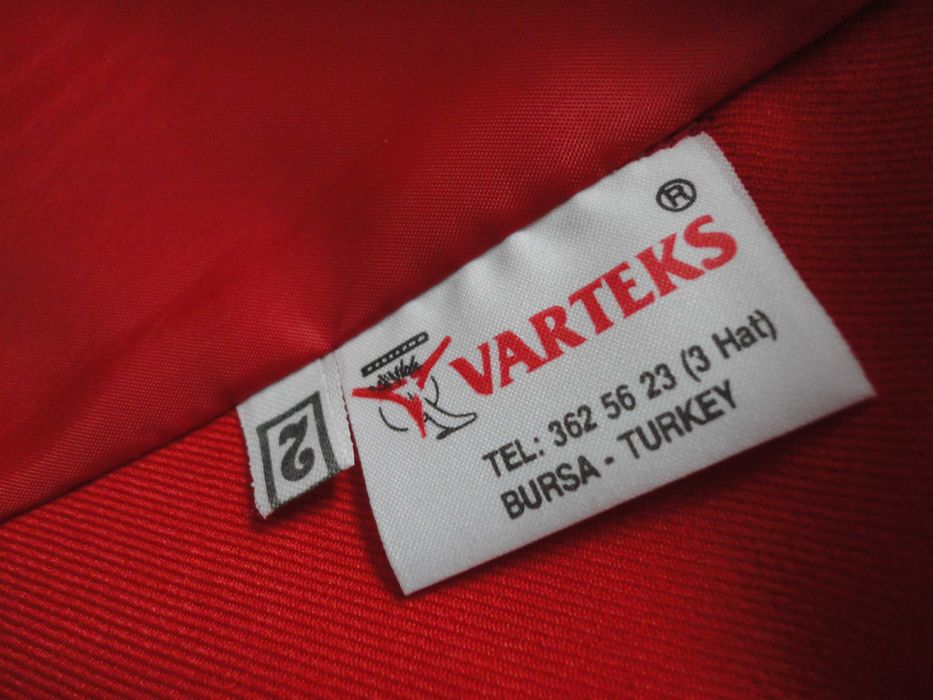 ®
VARTEKS
TEL: 362 56 23 (3 Hat)
BURSA - TURKEY
2